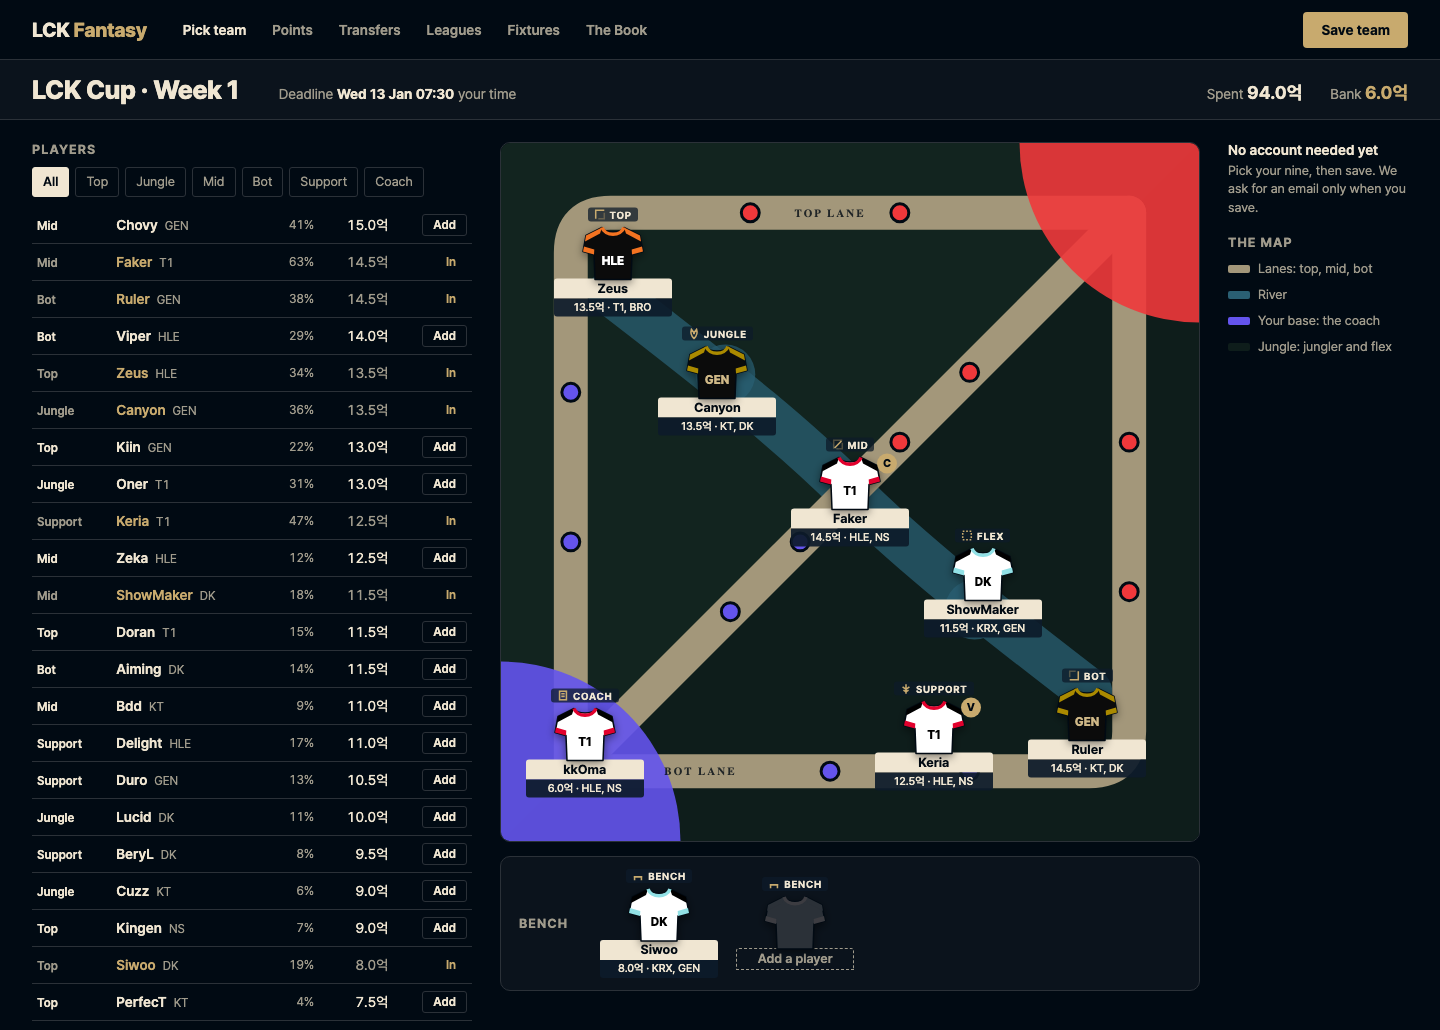 LCK Fantasy Pick team Points Transfers Leagues Fixtures The Book Save team
LCK Cup · Week 1 Deadline Wed 13 Jan 07:30 your time Spent 94.0억 Bank 6.0억
PLAYERS
All Top Jungle Mid Bot Support Coach
Mid Chovy GEN 41% 15.0억 Add
Mid Faker T1 63% 14.5억 In
Bot Ruler GEN 38% 14.5억 In
Bot Viper HLE 29% 14.0억 Add
Top Zeus HLE 34% 13.5억 In
Jungle Canyon GEN 36% 13.5억 In
Top Kiin GEN 22% 13.0억 Add
Jungle Oner T1 31% 13.0억 Add
Support Keria T1 47% 12.5억 In
Mid Zeka HLE 12% 12.5억 Add
Mid ShowMaker DK 18% 11.5억 In
Top Doran T1 15% 11.5억 Add
Bot Aiming DK 14% 11.5억 Add
Mid Bdd KT 9% 11.0억 Add
Support Delight HLE 17% 11.0억 Add
Support Duro GEN 13% 10.5억 Add
Jungle Lucid DK 11% 10.0억 Add
Support BeryL DK 8% 9.5억 Add
Jungle Cuzz KT 6% 9.0억 Add
Top Kingen NS 7% 9.0억 Add
Top Siwoo DK 19% 8.0억 In
Top PerfecT KT 4% 7.5억 Add
TOP LANE
TOP
HLE
Zeus
13.5억 · T1, BRO
JUNGLE
GEN
Canyon
13.5억 · KT, DK
MID
C
T1
Faker
14.5억 · HLE, NS
FLEX
DK
ShowMaker
11.5억 · KRX, GEN
BOT
GEN
Ruler
14.5억 · KT, DK
SUPPORT
V
T1
Keria
12.5억 · HLE, NS
COACH
T1
kkOma
6.0억 · HLE, NS
BOT LANE
BENCH
BENCH
DK
Siwoo
8.0억 · KRX, GEN
BENCH
Add a player
No account needed yet
Pick your nine, then save. We
ask for an email only when you
save.
THE MAP
Lanes: top, mid, bot
River
Your base: the coach
Jungle: jungler and flex